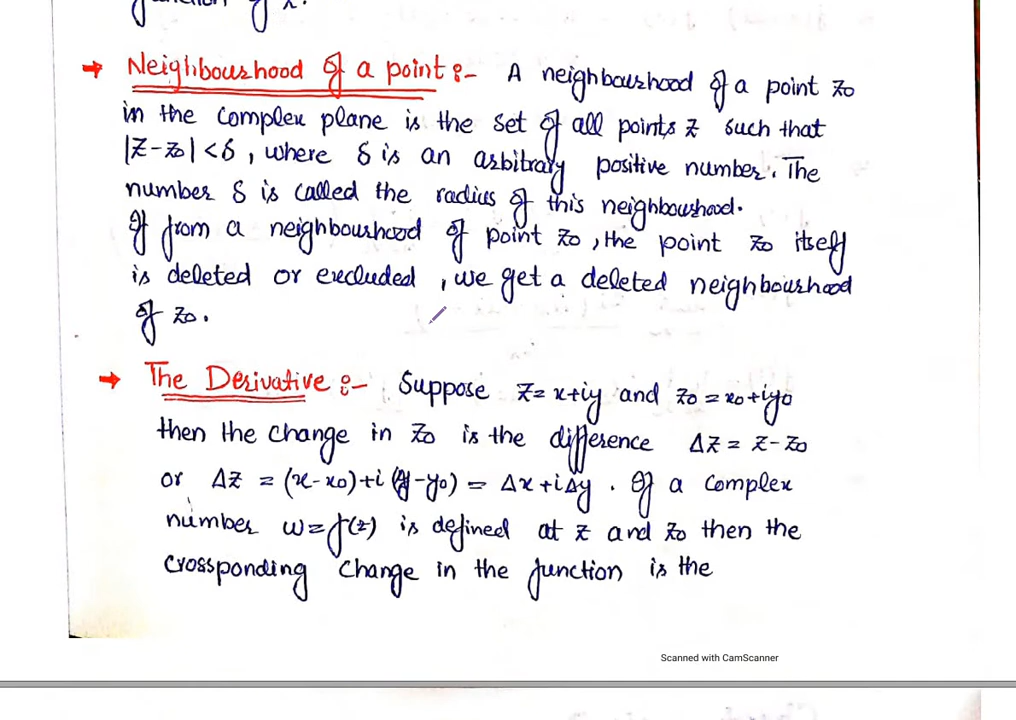 function of z.
→ Neighbourhood of a point :- A neighbourhood of a point z0
in the complex plane is the set of all points z such that
|z-z0|<δ, where δ is an arbitrary positive number. The
number δ is called the radius of this neighbourhood.
If from a neighbourhood of point z0, the point z0 itself
is deleted or excluded, we get a deleted neighbourhood
of z0.
→ The Derivative :- Suppose z=x+iy and z0=x0+iy0
then the change in z0 is the difference Δz = z-z0
or Δz = (x-x0)+i(y-y0) = Δx+iΔy. If a complex
number w=f(z) is defined at z and z0 then the
crossponding change in the function is the
Scanned with CamScanner